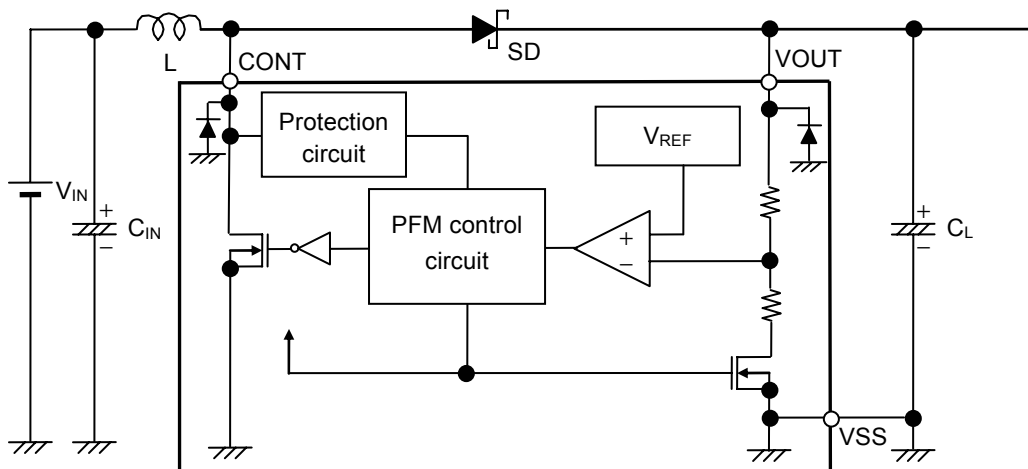 L
CONT
SD
VOUT
Protection
circuit
VREF
VIN
+
CIN
−
PFM control
circuit
+
−
+
CL
−
VSS